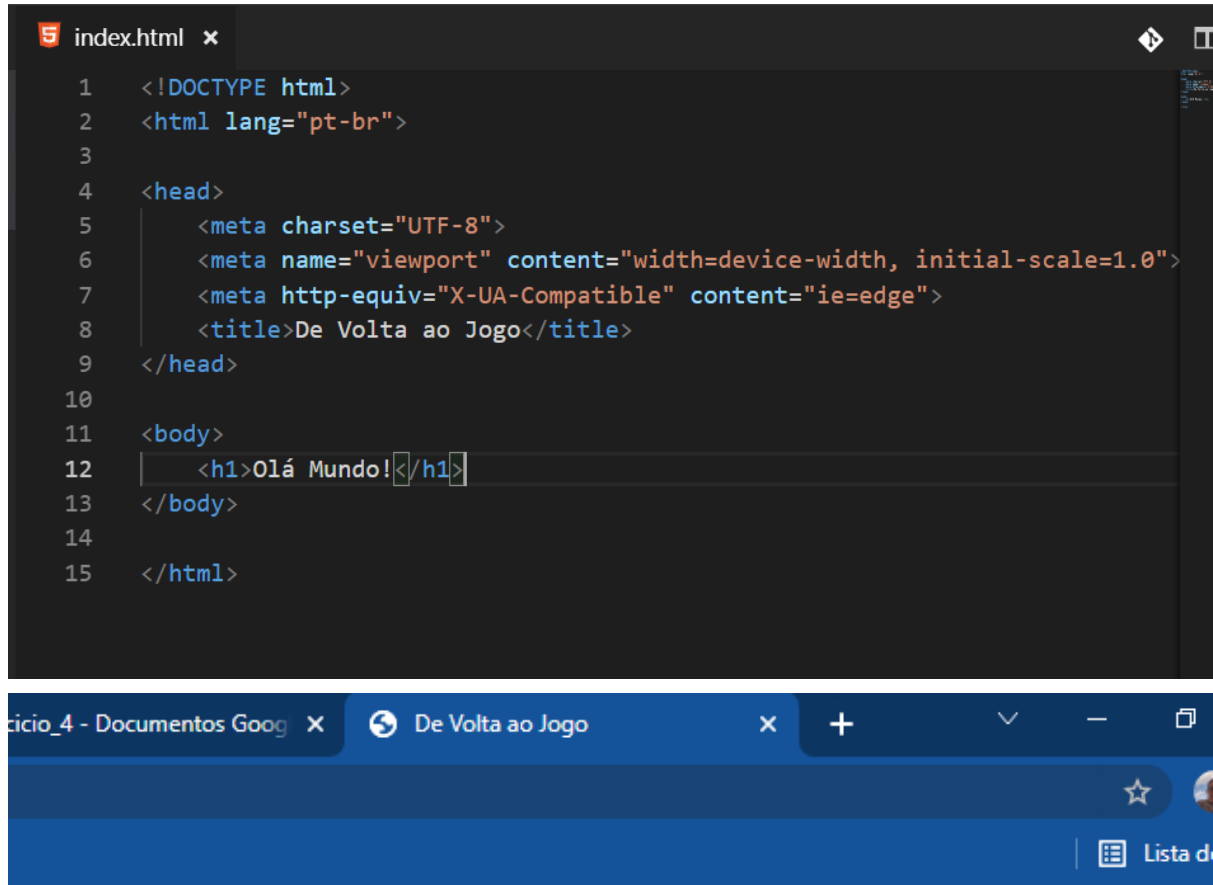 index.html
1 <!DOCTYPE html>
2 <html lang="pt-br">
3
4 <head>
5 <meta charset="UTF-8">
6 <meta name="viewport" content="width=device-width, initial-scale=1.0">
7 <meta http-equiv="X-UA-Compatible" content="ie=edge">
8 <title>De Volta ao Jogo</title>
9 </head>
10
11 <body>
12 <h1>Olá Mundo!</h1>
13 </body>
14
15 </html>
cicio_4 - Documentos Goog De Volta ao Jogo
Lista d